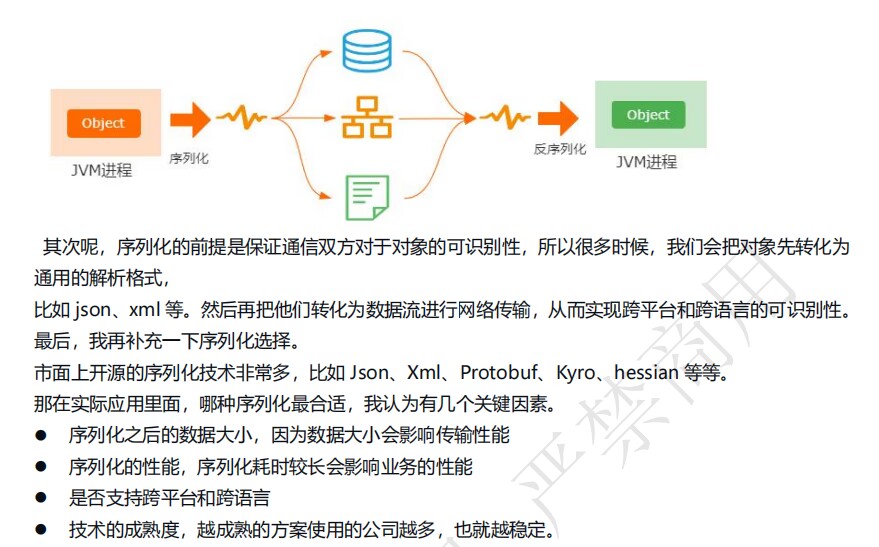 Object
Object
序列化
反序列化
JVM进程
JVM进程
其次呢，序列化的前提是保证通信双方对于对象的可识别性，所以很多时候，我们会把对象先转化为
通用的解析格式，
比如 json、xml 等。然后再把他们转化为数据流进行网络传输，从而实现跨平台和跨语言的可识别性。
最后，我再补充一下序列化选择。
市面上开源的序列化技术非常多，比如 Json、Xml、Protobuf、Kyro、hessian 等等。
那在实际应用里面，哪种序列化最合适，我认为有几个关键因素。
● 序列化之后的数据大小，因为数据大小会影响传输性能
● 序列化的性能，序列化耗时较长会影响业务的性能
● 是否支持跨平台和跨语言
● 技术的成熟度，越成熟的方案使用的公司越多，也就越稳定。
严禁商用